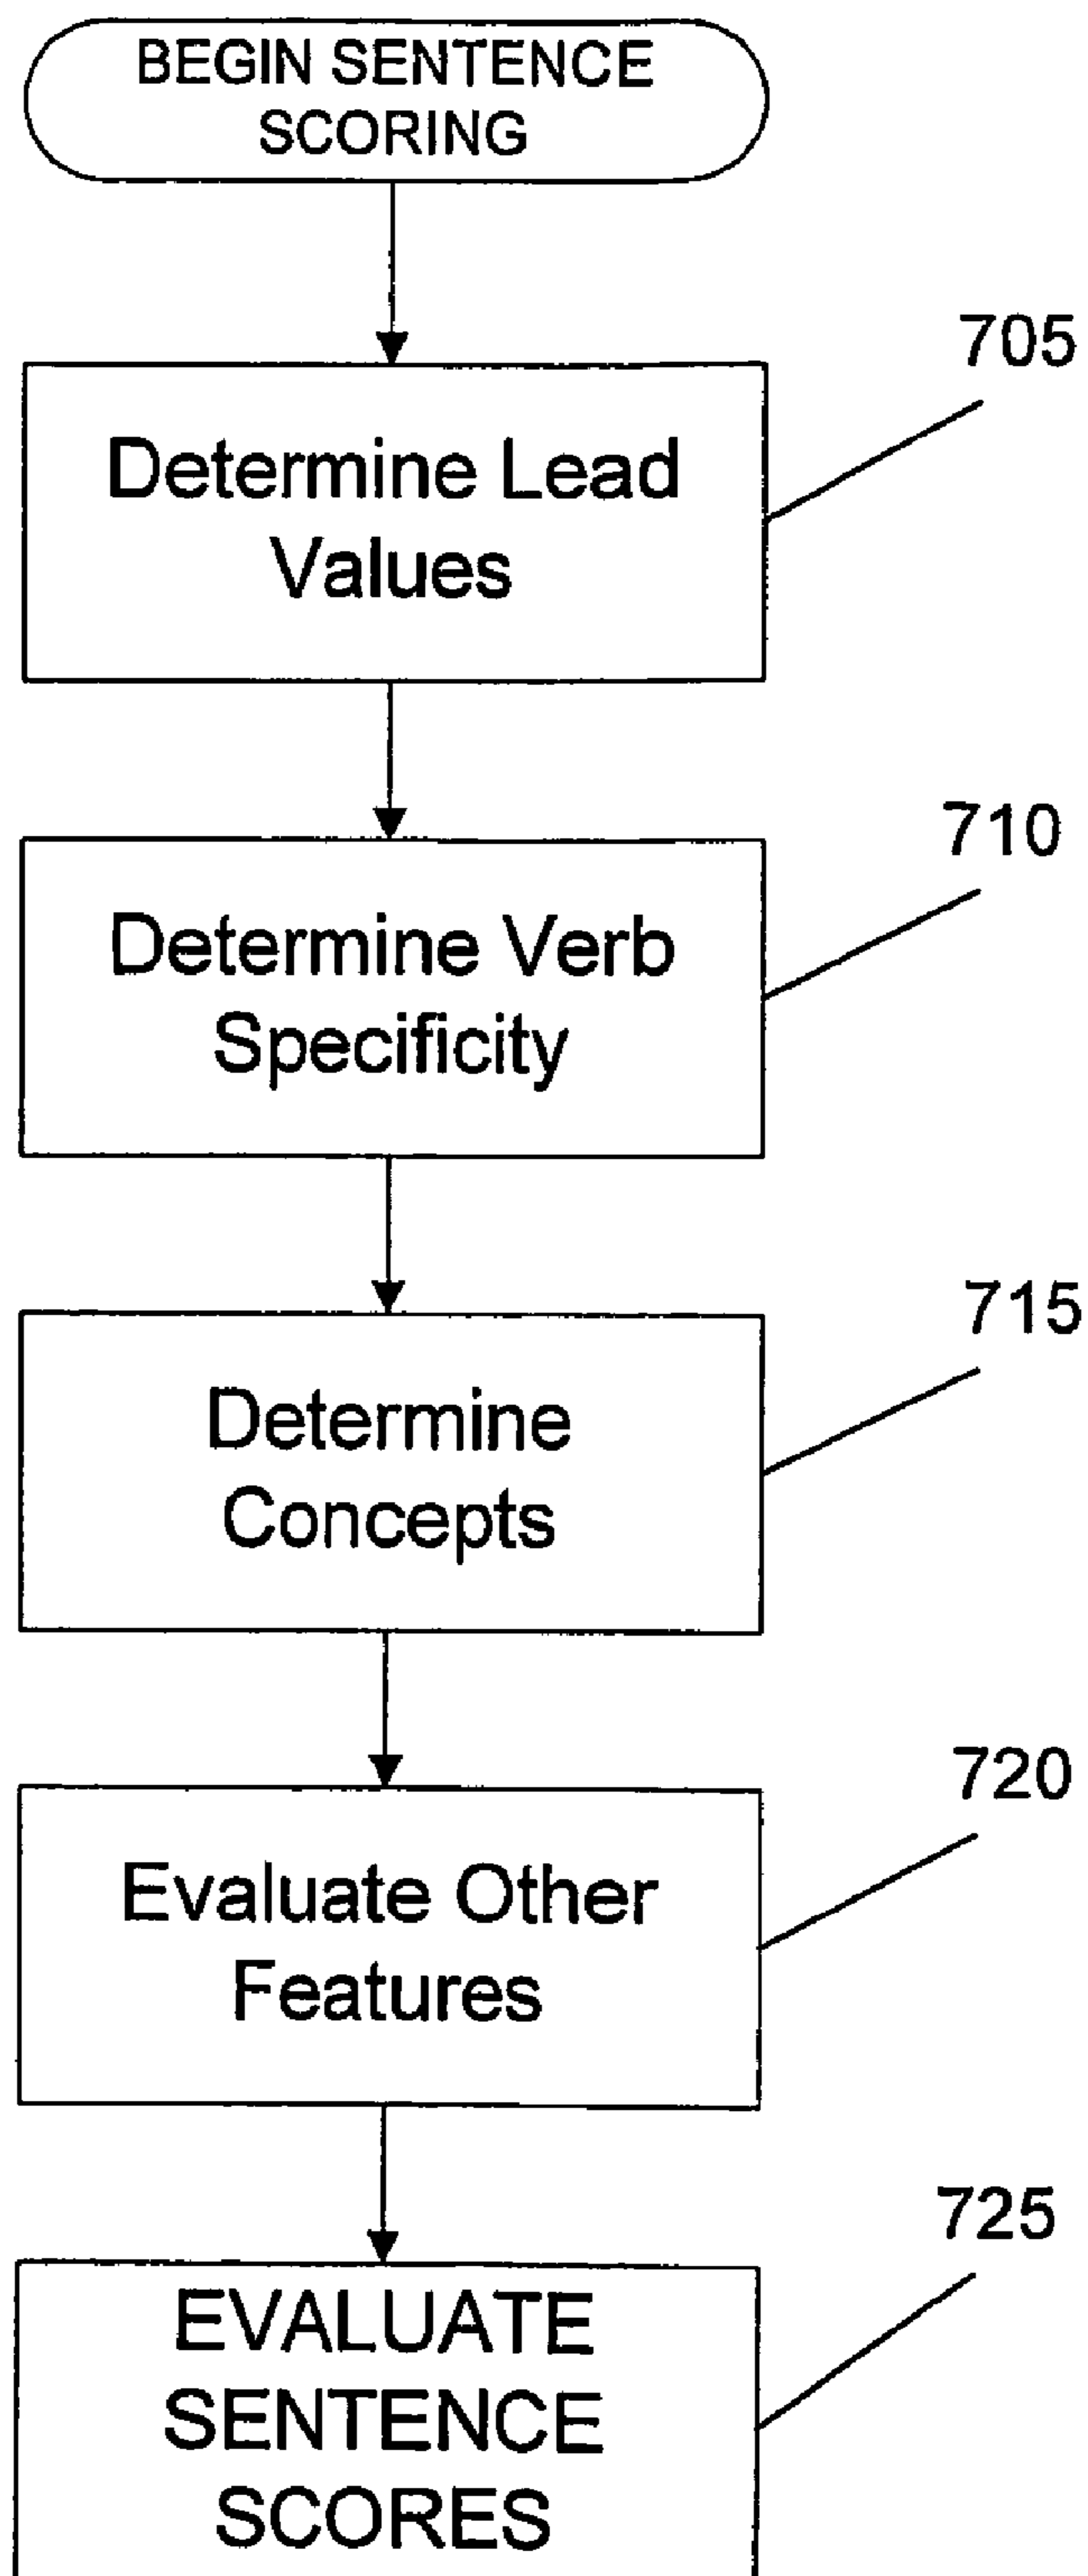 BEGIN SENTENCE
SCORING
705
Determine Lead
Values
710
Determine Verb
Specificity
715
Determine
Concepts
720
Evaluate Other
Features
725
EVALUATE
SENTENCE
SCORES